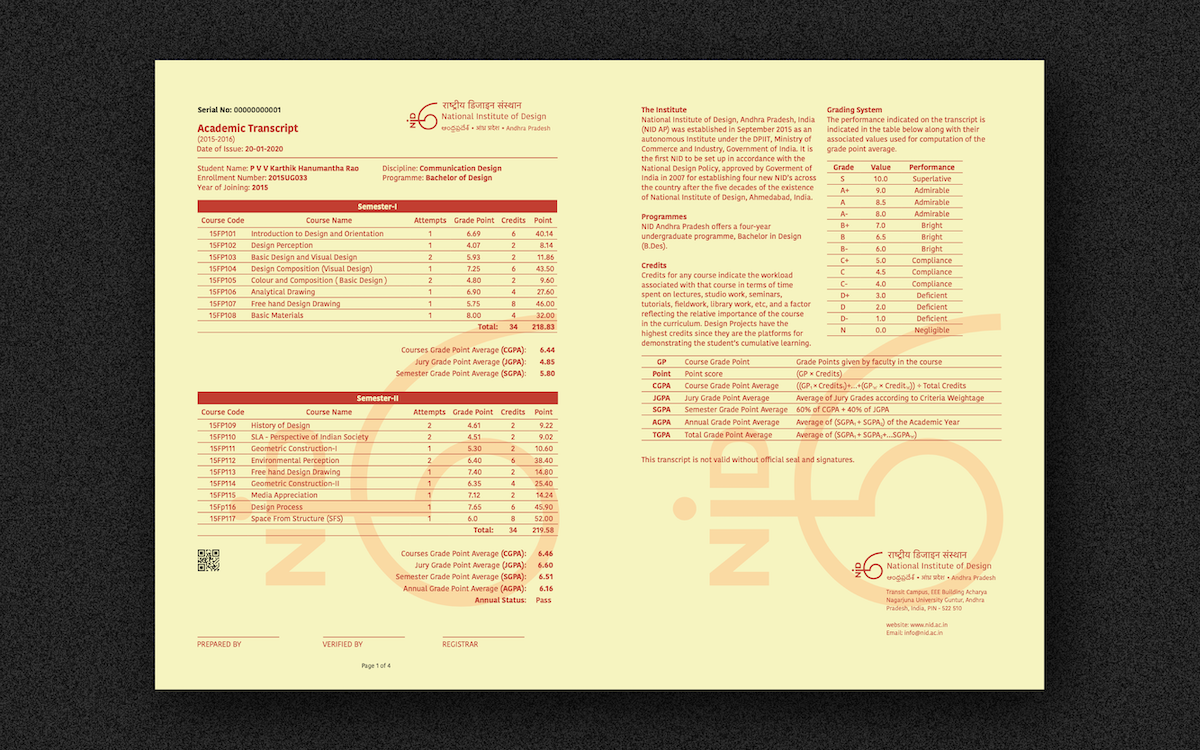 Serial No: 00000000001
राष्ट्रीय डिजाइन संस्थान
National Institute of Design
ఆంధ్రప్రదేశ్ • आंध्र प्रदेश • Andhra Pradesh
NID
Academic Transcript
(2015-2016)
Date of Issue: 20-01-2020
Student Name: P V V Karthik Hanumantha Rao
Enrollment Number: 2015UG033
Year of Joining: 2015
Discipline: Communication Design
Programme: Bachelor of Design
Semester-I
Course Code Course Name Attempts Grade Point Credits Point
15FP101 Introduction to Design and Orientation 1 6.69 6 40.14
15FP102 Design Perception 1 4.07 2 8.14
15FP103 Basic Design and Visual Design 2 5.93 2 11.86
15FP104 Design Composition (Visual Design) 1 7.25 6 43.50
15FP105 Colour and Composition ( Basic Design ) 2 4.80 2 9.60
15FP106 Analytical Drawing 1 6.90 4 27.60
15FP107 Free hand Design Drawing 1 5.75 8 46.00
15FP108 Basic Materials 1 8.00 4 32.00
Total: 34 218.83
Courses Grade Point Average (CGPA): 6.44
Jury Grade Point Average (JGPA): 4.85
Semester Grade Point Average (SGPA): 5.80
Semester-II
Course Code Course Name Attempts Grade Point Credits Point
15FP109 History of Design 2 4.61 2 9.22
15FP110 SLA - Perspective of Indian Society 2 4.51 2 9.02
15FP111 Geometric Construction-I 1 5.30 2 10.60
15FP112 Environmental Perception 2 6.40 6 38.40
15FP113 Free hand Design Drawing 1 7.40 2 14.80
15FP114 Geometric Construction-II 1 6.35 4 25.40
15FP115 Media Appreciation 1 7.12 2 14.24
15Fp116 Design Process 1 7.65 6 45.90
15FP117 Space From Structure (SFS) 1 6.0 8 52.00
Total: 34 219.58
Courses Grade Point Average (CGPA): 6.46
Jury Grade Point Average (JGPA): 6.60
Semester Grade Point Average (SGPA): 6.51
Annual Grade Point Average (AGPA): 6.16
Annual Status: Pass
PREPARED BY
VERIFIED BY
REGISTRAR
Page 1 of 4
NID
The Institute
National Institute of Design, Andhra Pradesh, India
(NID AP) was established in September 2015 as an
autonomous Institute under the DPIIT, Ministry of
Commerce and Industry, Government of India. It is
the first NID to be set up in accordance with the
National Design Policy, approved by Goverment of
India in 2007 for establishing four new NID's across
the country after the five decades of the existence
of National Institute of Design, Ahmedabad, India.
Programmes
NID Andhra Pradesh offers a four-year
undergraduate programme, Bachelor in Design
(B.Des).
Credits
Credits for any course indicate the workload
associated with that course in terms of time
spent on lectures, studio work, seminars,
tutorials, fieldwork, library work, etc, and a factor
reflecting the relative importance of the course
in the curriculum. Design Projects have the
highest credits since they are the platforms for
demonstrating the student's cumulative learning.
Grading System
The performance indicated on the transcript is
indicated in the table below along with their
associated values used for computation of the
grade point average.
Grade Value Performance
S 10.0 Superlative
A+ 9.0 Admirable
A 8.5 Admirable
A- 8.0 Admirable
B+ 7.0 Bright
B 6.5 Bright
B- 6.0 Bright
C+ 5.0 Compliance
C 4.5 Compliance
C- 4.0 Compliance
D+ 3.0 Deficient
D 2.0 Deficient
D- 1.0 Deficient
N 0.0 Negligible
GP Course Grade Point Grade Points given by faculty in the course
Point Point score (GP × Credits)
CGPA Course Grade Point Average ÷ Total Credits
JGPA Jury Grade Point Average Average of Jury Grades according to Criteria Weightage
SGPA Semester Grade Point Average 60% of CGPA + 40% of JGPA
AGPA Annual Grade Point Average Average of (SGPA₁ + SGPA₂) of the Academic Year
TGPA Total Grade Point Average Average of
This transcript is not valid without official seal and signatures.
NID
NID
राष्ट्रीय डिजाइन संस्थान
National Institute of Design
ఆంధ్రప్రదేశ్ • आंध्र प्रदेश • Andhra Pradesh
Transit Campus, EEE Building Acharya
Nagarjuna University Guntur, Andhra
Pradesh, India, PIN - 522 510
website: www.nid.ac.in
Email: info@nid.ac.in